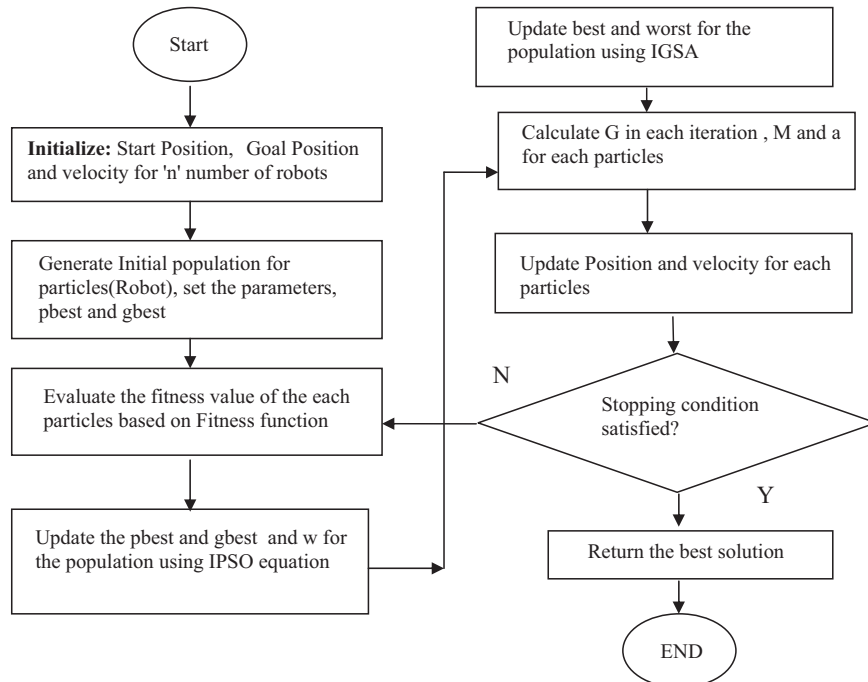 Start
Initialize: Start Position, Goal Position
and velocity for 'n' number of robots
Generate Initial population for
particles(Robot), set the parameters,
pbest and gbest
Evaluate the fitness value of the each
particles based on Fitness function
Update the pbest and gbest and w for
the population using IPSO equation
Update best and worst for the
population using IGSA
Calculate G in each iteration , M and a
for each particles
Update Position and velocity for each
particles
N
Stopping condition
satisfied?
Y
Return the best solution
END